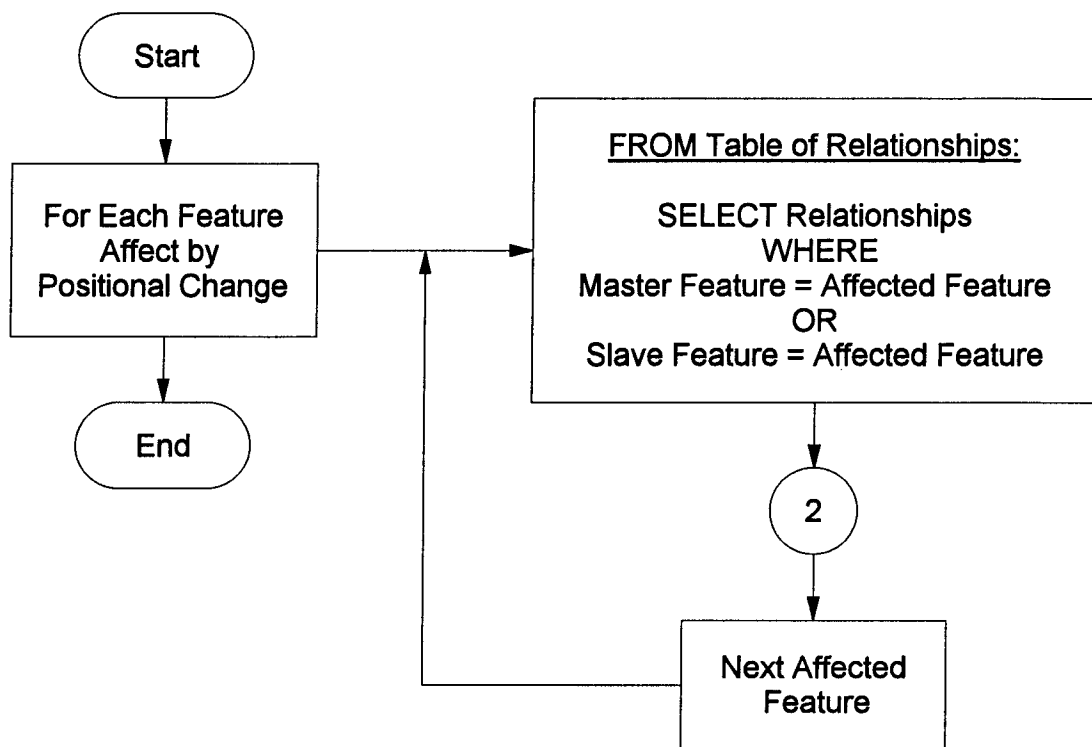 Start
For Each Feature
Affect by
Positional Change
End
FROM Table of Relationships:
SELECT Relationships
WHERE
Master Feature = Affected Feature
OR
Slave Feature = Affected Feature
2
Next Affected
Feature